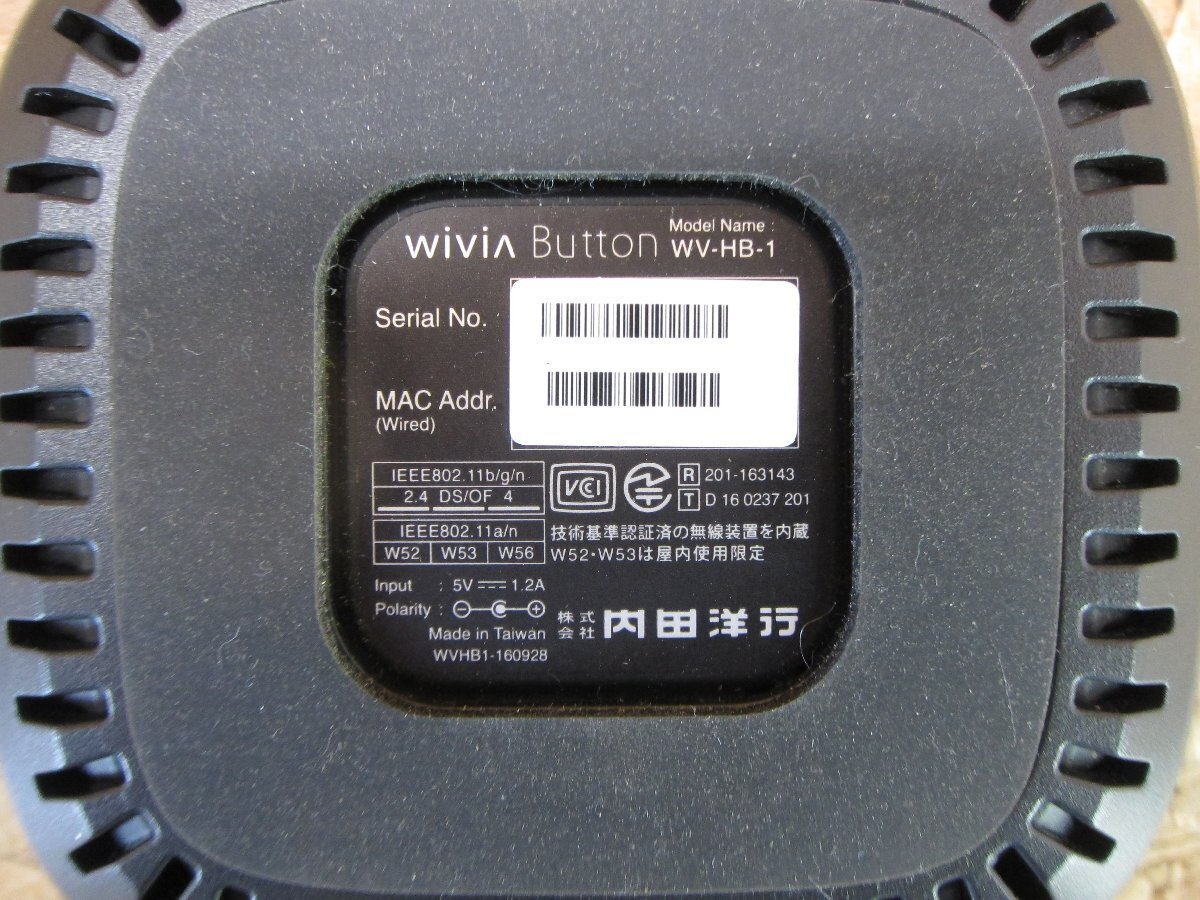 wiviA Button Model Name :
WV-HB-1
Serial No.
MAC Addr.
(Wired)
IEEE802.11b/g/n
2.4 DS/OF 4
IEEE802.11a/n
W52 W53 W56
VCI
R 201-163143
T D 16 0237 201
技術基準認証済の無線装置を内蔵
W52・W53は屋内使用限定
Input : 5V 1.2A
Polarity :
Made in Taiwan
WVHB1-160928
株式会社 内田洋行